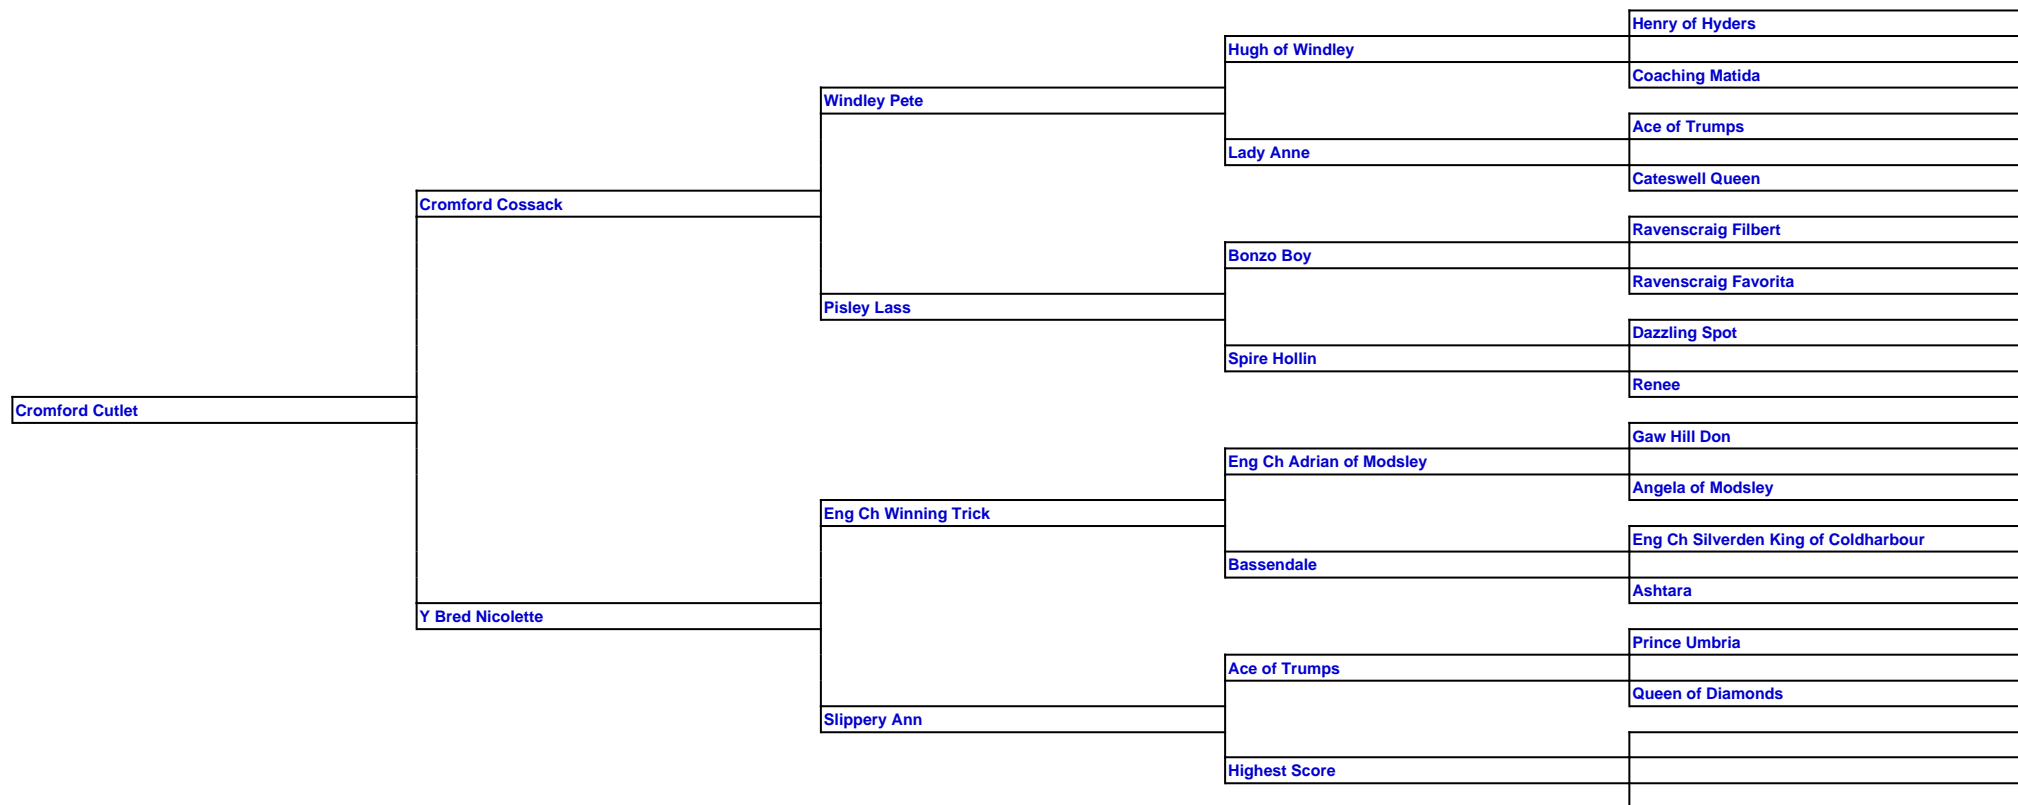 Henry of Hyders
Hugh of Windley
Coaching Matida
Windley Pete
Ace of Trumps
Lady Anne
Cateswell Queen
Cromford Cossack
Ravenscraig Filbert
Bonzo Boy
Ravenscraig Favorita
Pisley Lass
Dazzling Spot
Spire Hollin
Renee
Cromford Cutlet
Gaw Hill Don
Eng Ch Adrian of Modsley
Angela of Modsley
Eng Ch Winning Trick
Eng Ch Silverden King of Coldharbour
Bassendale
Ashtara
Y Bred Nicolette
Prince Umbria
Ace of Trumps
Queen of Diamonds
Slippery Ann
Highest Score